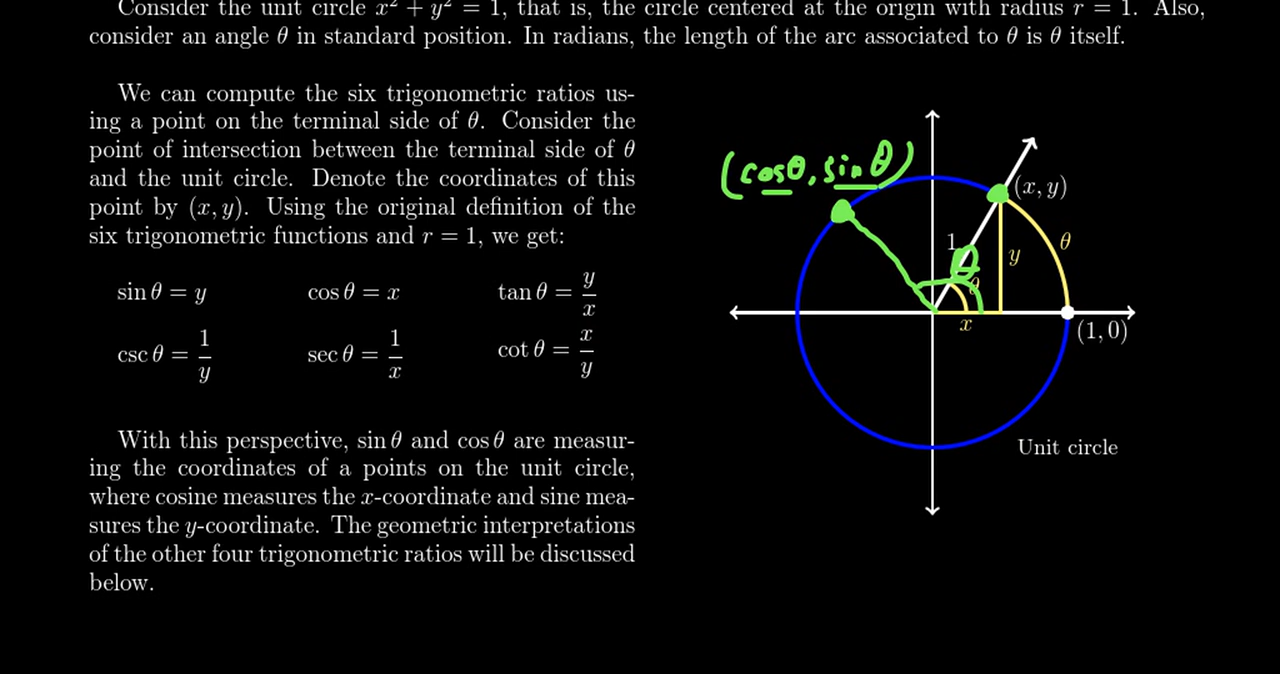 Consider the unit circle x² + y² = 1, that is, the circle centered at the origin with radius r = 1. Also,
consider an angle θ in standard position. In radians, the length of the arc associated to θ is θ itself.
We can compute the six trigonometric ratios us-
ing a point on the terminal side of θ. Consider the
point of intersection between the terminal side of θ
and the unit circle. Denote the coordinates of this
point by (x, y). Using the original definition of the
six trigonometric functions and r = 1, we get:
sin θ = y cos θ = x tan θ = y/x
csc θ = 1/y sec θ = 1/x cot θ = x/y
With this perspective, sin θ and cos θ are measur-
ing the coordinates of a points on the unit circle,
where cosine measures the x-coordinate and sine mea-
sures the y-coordinate. The geometric interpretations
of the other four trigonometric ratios will be discussed
below.
(cosθ, sin θ)
(x, y)
1
θ
y
θ
θ
x
(1, 0)
Unit circle